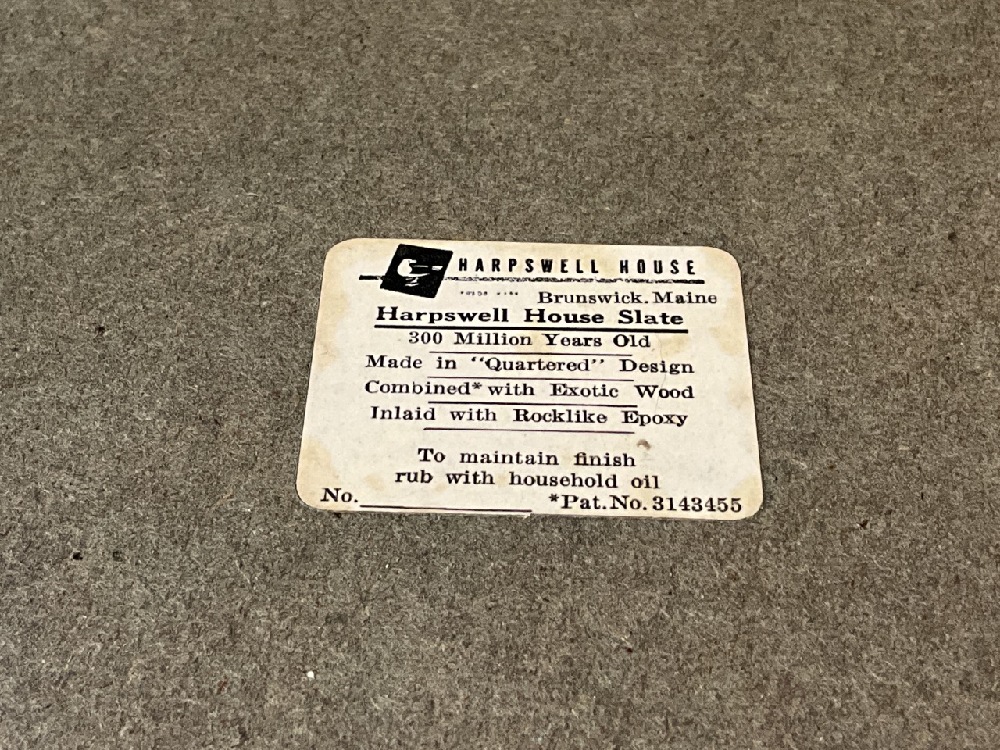 HARPSWELL HOUSE
Brunswick. Maine
Harpswell House Slate
300 Million Years Old
Made in "Quartered" Design
Combined* with Exotic Wood
Inlaid with Rocklike Epoxy
To maintain finish
rub with household oil
No. *Pat. No. 3143455